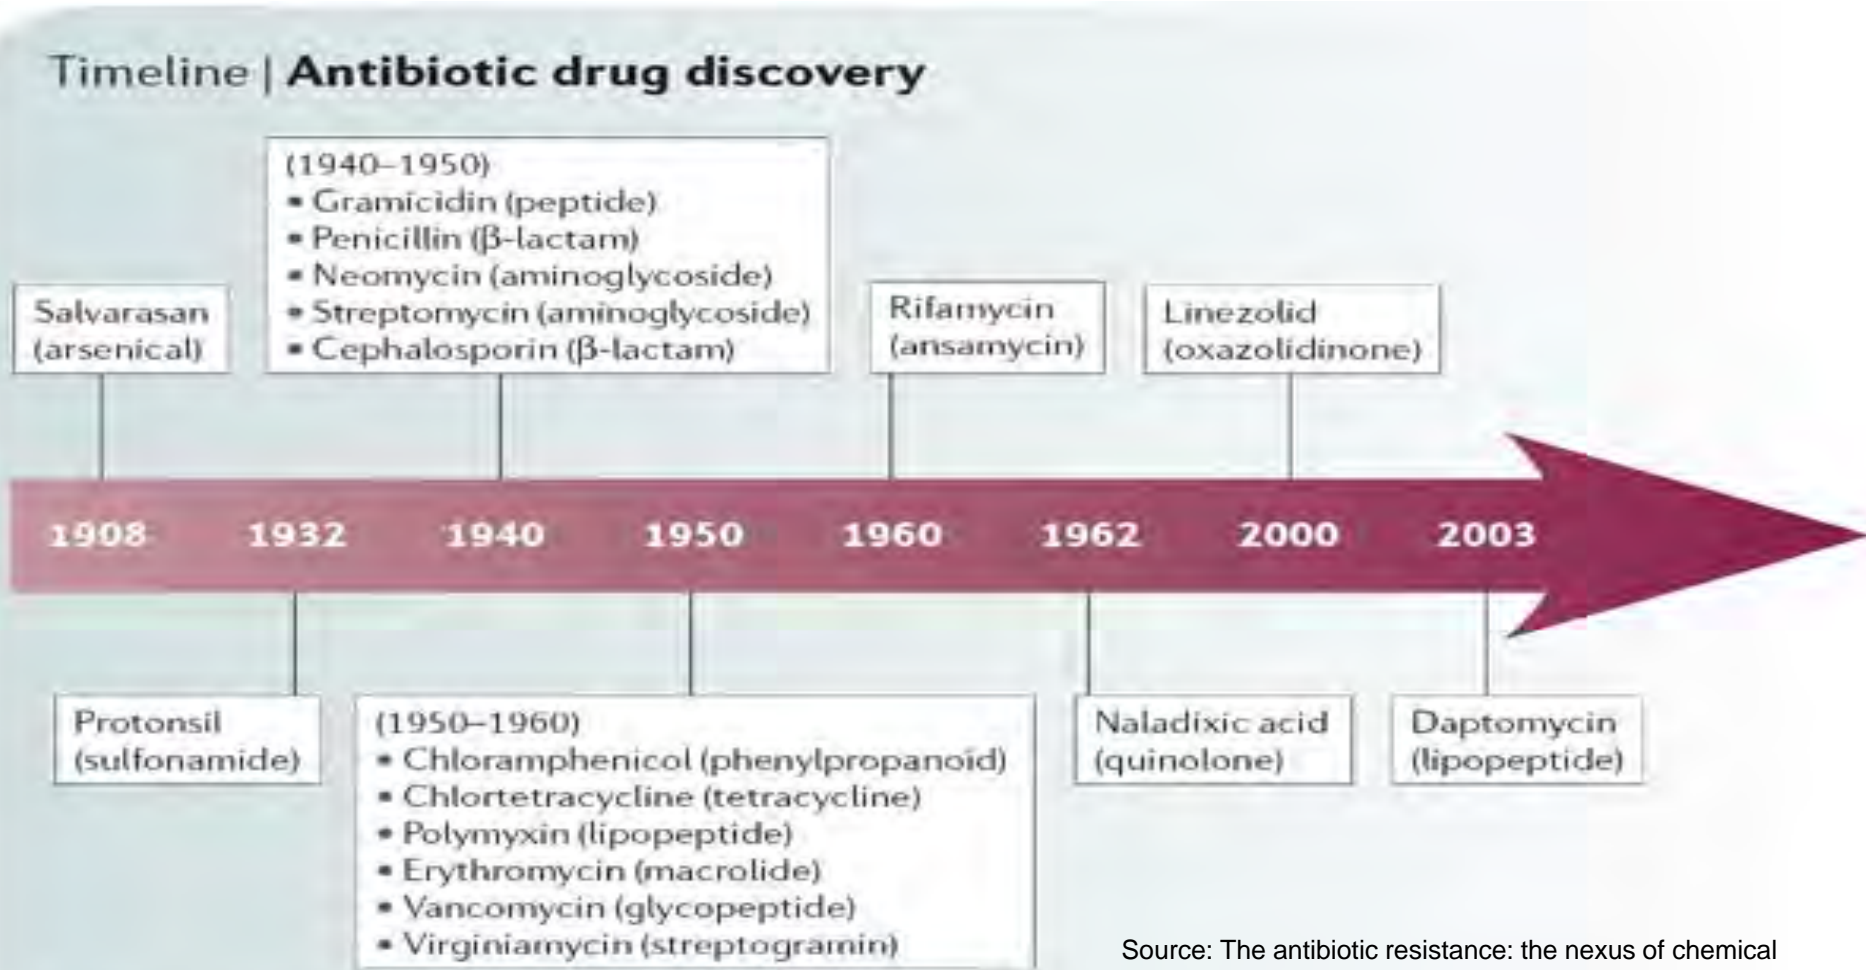 Timeline | Antibiotic drug discovery
(1940–1950)
• Gramicidin (peptide)
• Penicillin (β-lactam)
• Neomycin (aminoglycoside)
• Streptomycin (aminoglycoside)
• Cephalosporin (β-lactam)
Salvarasan
(arsenical)
Rifamycin
(ansamycin)
Linezolid
(oxazolidinone)
1908 1932 1940 1950 1960 1962 2000 2003
Protonsil
(sulfonamide)
(1950–1960)
• Chloramphenicol (phenylpropanoid)
• Chlortetracycline (tetracycline)
• Polymyxin (lipopeptide)
• Erythromycin (macrolide)
• Vancomycin (glycopeptide)
• Virginiamycin (streptogramin)
Naladixic acid
(quinolone)
Daptomycin
(lipopeptide)
Source: The antibiotic resistance: the nexus of chemical